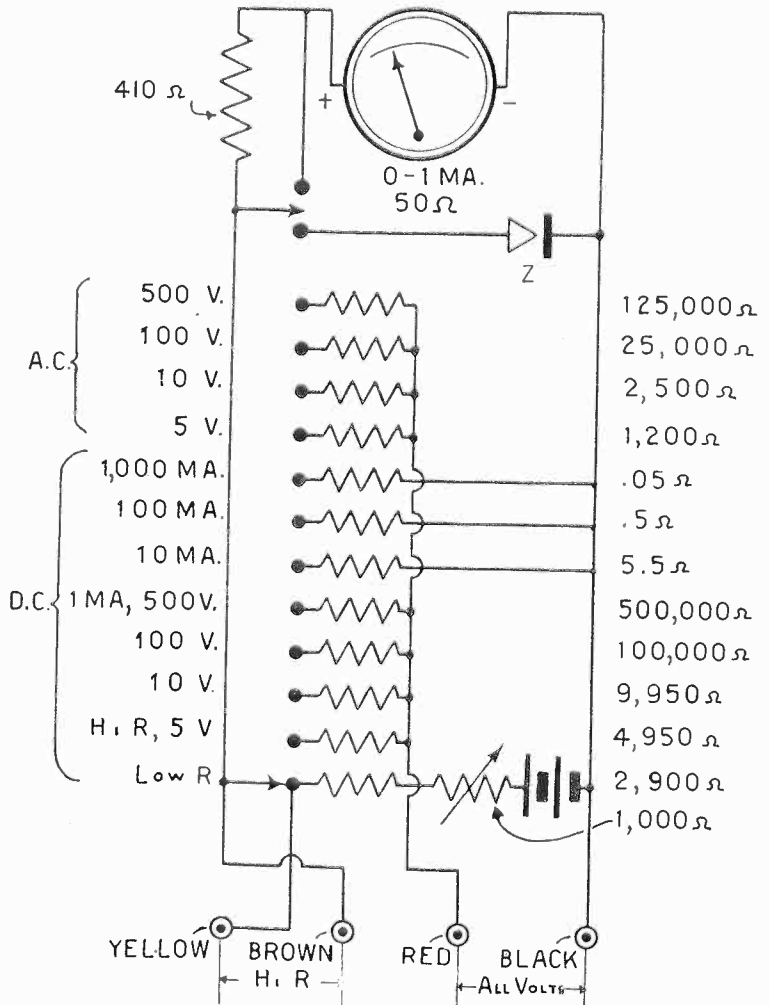 410 Ω
+ −
0-1 MA.
50Ω
Z
A.C.
500 V. 125,000Ω
100 V. 25,000Ω
10 V. 2,500Ω
5 V. 1,200Ω
D.C.
1,000 MA. .05Ω
100 MA. .5Ω
10 MA. 5.5Ω
1 MA, 500V. 500,000Ω
100 V. 100,000Ω
10 V. 9,950Ω
HI R, 5 V 4,950Ω
LOW R 2,900Ω
1,000Ω
YELLOW BROWN RED BLACK
HI R ALL VOLTS